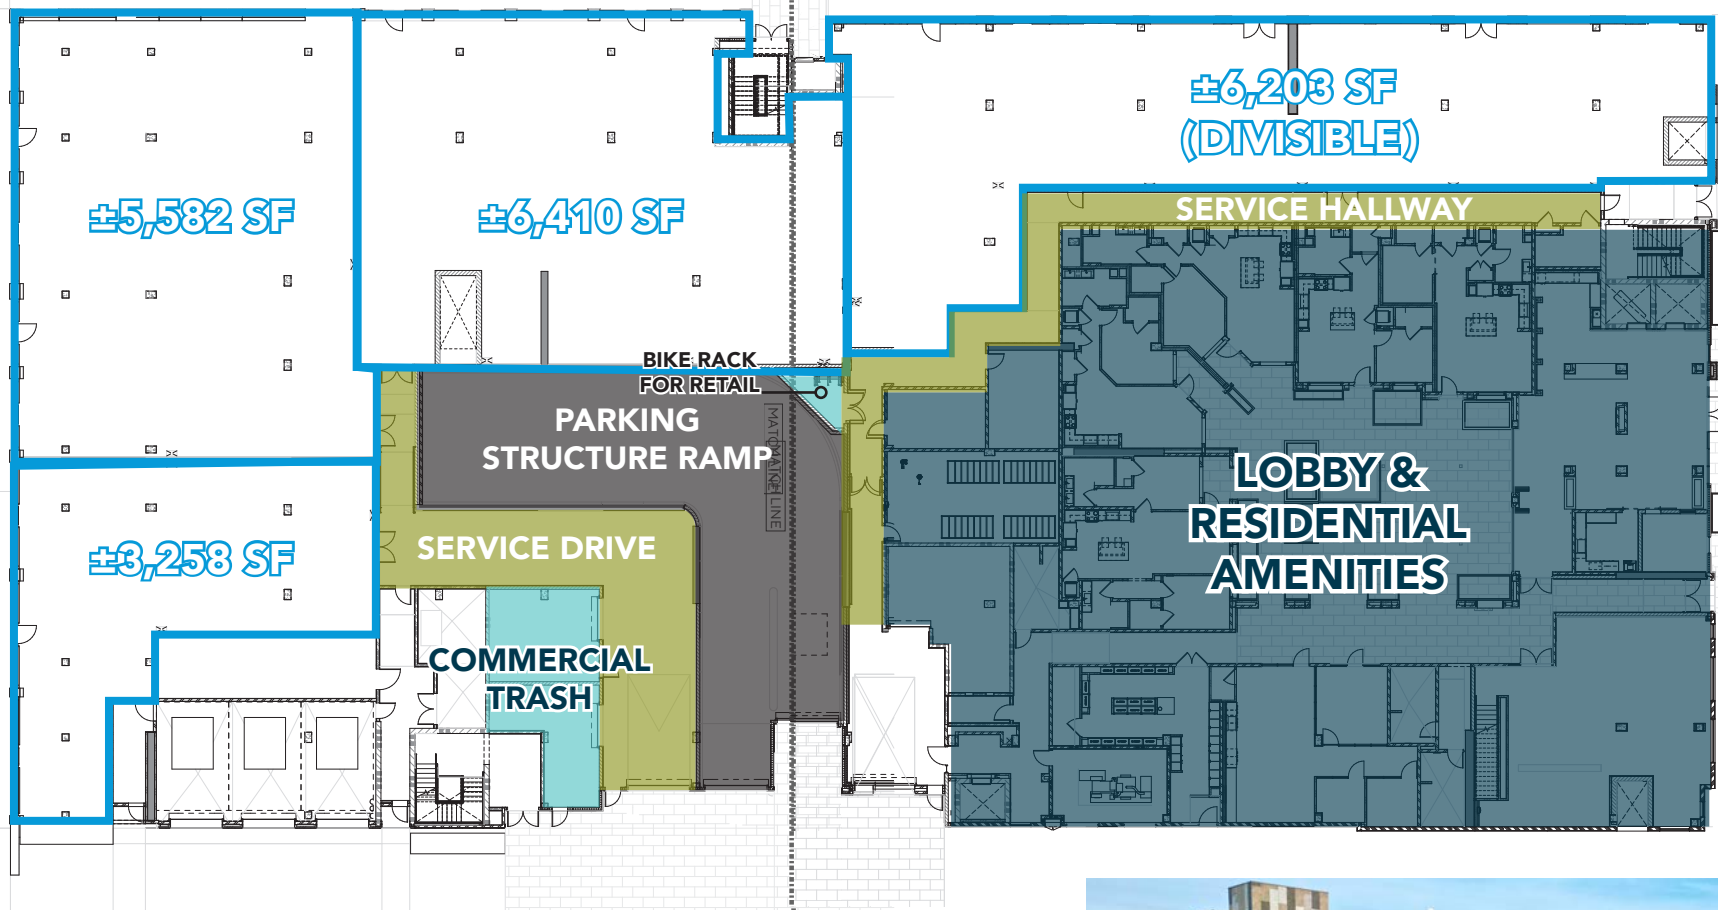 ±6,203 SF
(DIVISIBLE)
±5,582 SF
±6,410 SF
SERVICE HALLWAY
BIKE RACK
FOR RETAIL
PARKING
STRUCTURE RAMP
LOBBY &
RESIDENTIAL
AMENITIES
±3,258 SF
SERVICE DRIVE
COMMERCIAL
TRASH